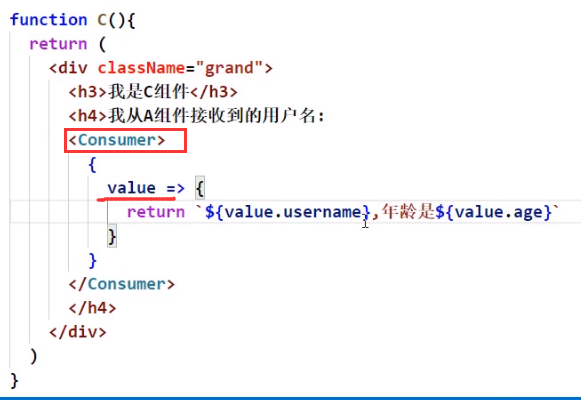 function C(){
return (
<div className="grand">
<h3>我是C组件</h3>
<h4>我从A组件接收到的用户名:
<Consumer>
{
value => {
return `${value.username},年龄是${value.age}`
}
}
</Consumer>
</h4>
</div>
)
}